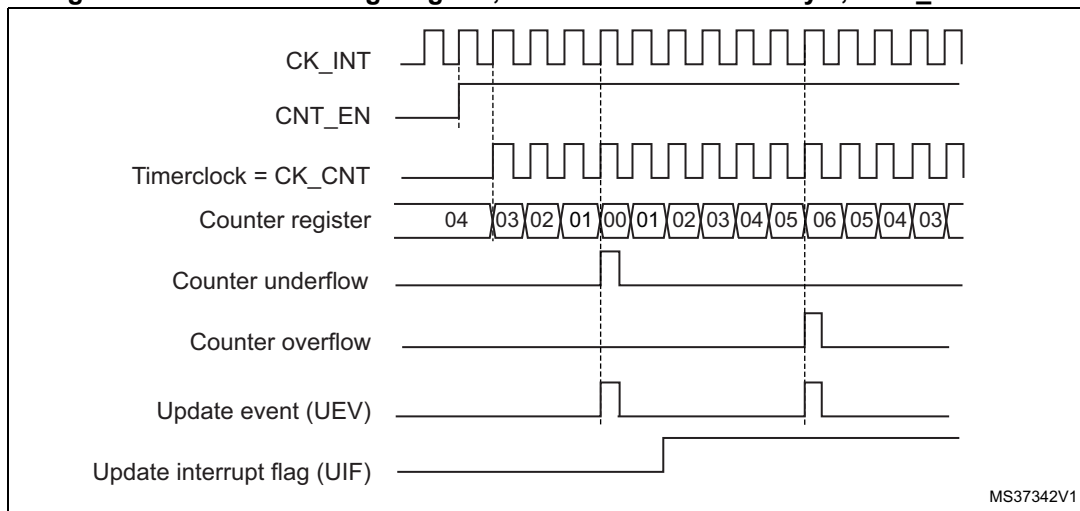 CK_INT
CNT_EN
Timerclock = CK_CNT
Counter register 04 03 02 01 00 01 02 03 04 05 06 05 04 03
Counter underflow
Counter overflow
Update event (UEV)
Update interrupt flag (UIF)
MS37342V1